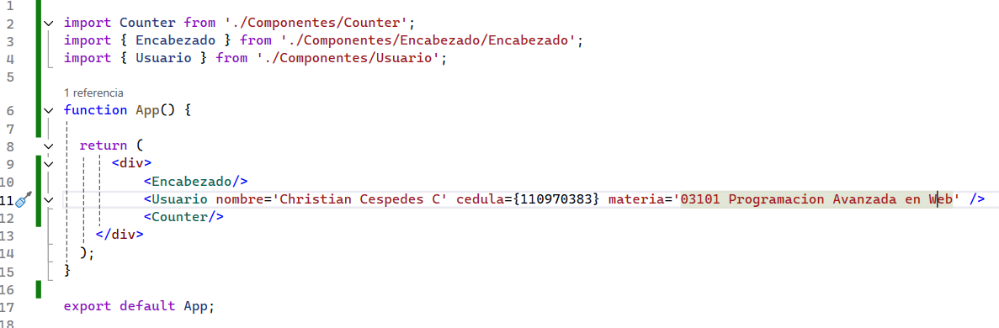 1
2 import Counter from './Componentes/Counter';
3 import { Encabezado } from './Componentes/Encabezado/Encabezado';
4 import { Usuario } from './Componentes/Usuario';
5
1 referencia
6 function App() {
7
8 return (
9 <div>
10 <Encabezado/>
11 <Usuario nombre='Christian Cespedes C' cedula={110970383} materia='03101 Programacion Avanzada en Web' />
12 <Counter/>
13 </div>
14 );
15 }
16
17 export default App;
18